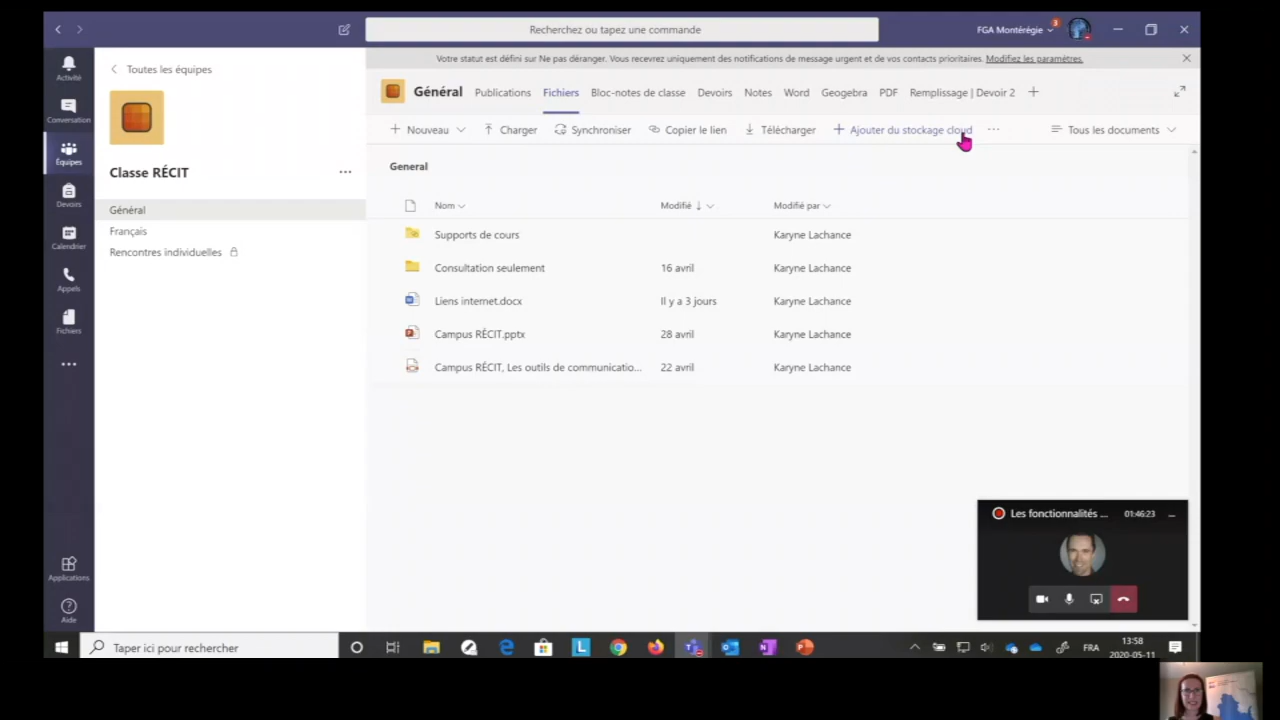 Recherchez ou tapez une commande
FGA Montérégie
3
Activité
Conversation
Équipes
Devoirs
Calendrier
Appels
Fichiers
Applications
Aide
Toutes les équipes
Classe RÉCIT
Général
Français
Rencontres individuelles
Votre statut est défini sur Ne pas déranger. Vous recevrez uniquement des notifications de message urgent et de vos contacts prioritaires. Modifiez les paramètres.
Général Publications Fichiers Bloc-notes de classe Devoirs Notes Word Geogebra PDF Remplissage | Devoir 2
Nouveau Charger Synchroniser Copier le lien Télécharger Ajouter du stockage cloud Tous les documents
General
Nom Modifié Modifié par
Supports de cours Karyne Lachance
Consultation seulement 16 avril Karyne Lachance
Liens internet.docx Il y a 3 jours Karyne Lachance
Campus RÉCIT.pptx 28 avril Karyne Lachance
Campus RÉCIT, Les outils de communicatio... 22 avril Karyne Lachance
Les fonctionnalités ... 01:46:23
Taper ici pour rechercher
FRA
13:58
2020-05-11